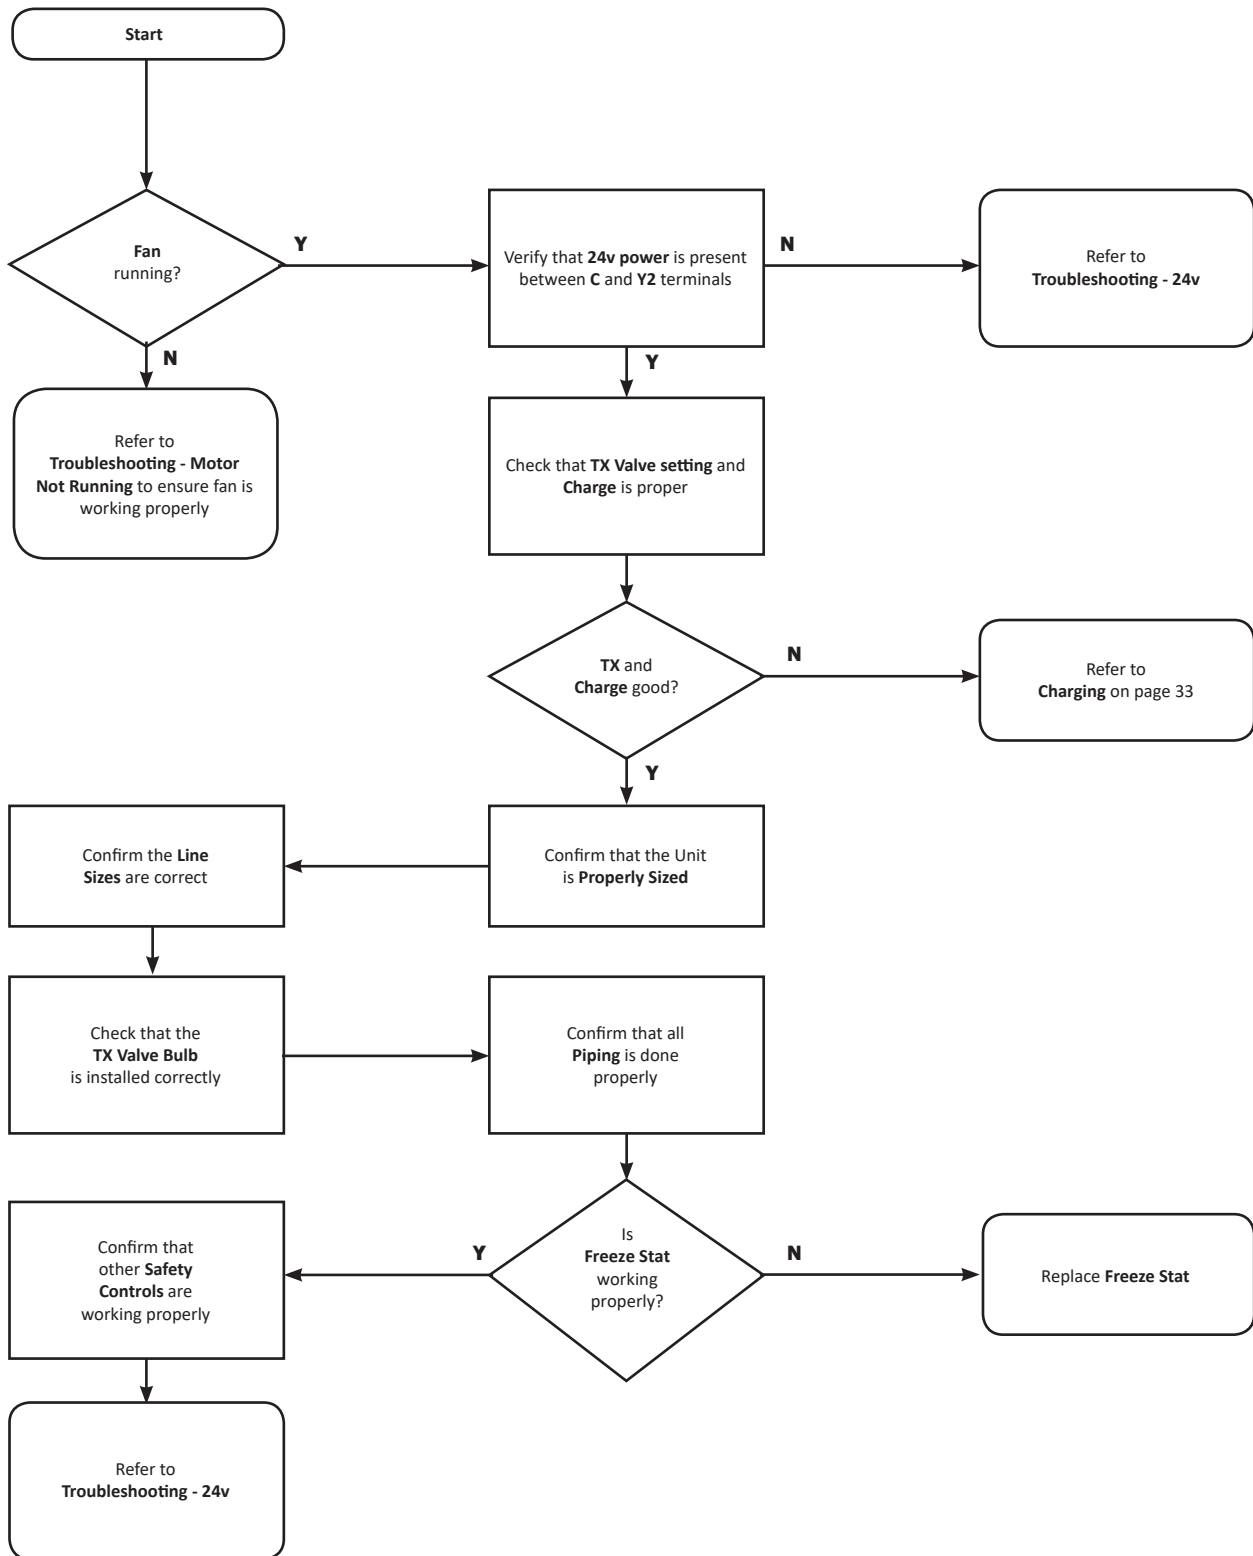 Start
Fan
running?
Y
Verify that 24v power is present
between C and Y2 terminals
N
Refer to
Troubleshooting - 24v
N
Y
Refer to
Troubleshooting - Motor
Not Running to ensure fan is
working properly
Check that TX Valve setting and
Charge is proper
TX and
Charge good?
N
Refer to
Charging on page 33
Y
Confirm that the Unit
is Properly Sized
Confirm the Line
Sizes are correct
Check that the
TX Valve Bulb
is installed correctly
Confirm that all
Piping is done
properly
Is
Freeze Stat
working
properly?
N
Replace Freeze Stat
Y
Confirm that
other Safety
Controls are
working properly
Refer to
Troubleshooting - 24v